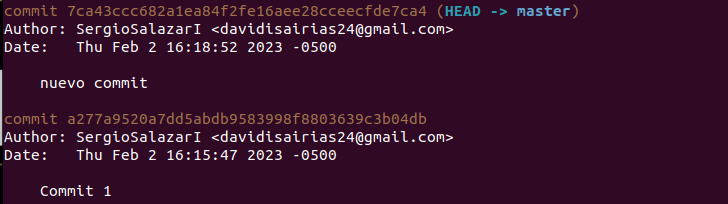 commit 7ca43ccc682a1ea84f2fe16aee28cceecfde7ca4 (HEAD -> master)
Author: SergioSalazarI <davidisairias24@gmail.com>
Date:   Thu Feb 2 16:18:52 2023 -0500
nuevo commit
commit a277a9520a7dd5abdb9583998f8803639c3b04db
Author: SergioSalazarI <davidisairias24@gmail.com>
Date:   Thu Feb 2 16:15:47 2023 -0500
Commit 1